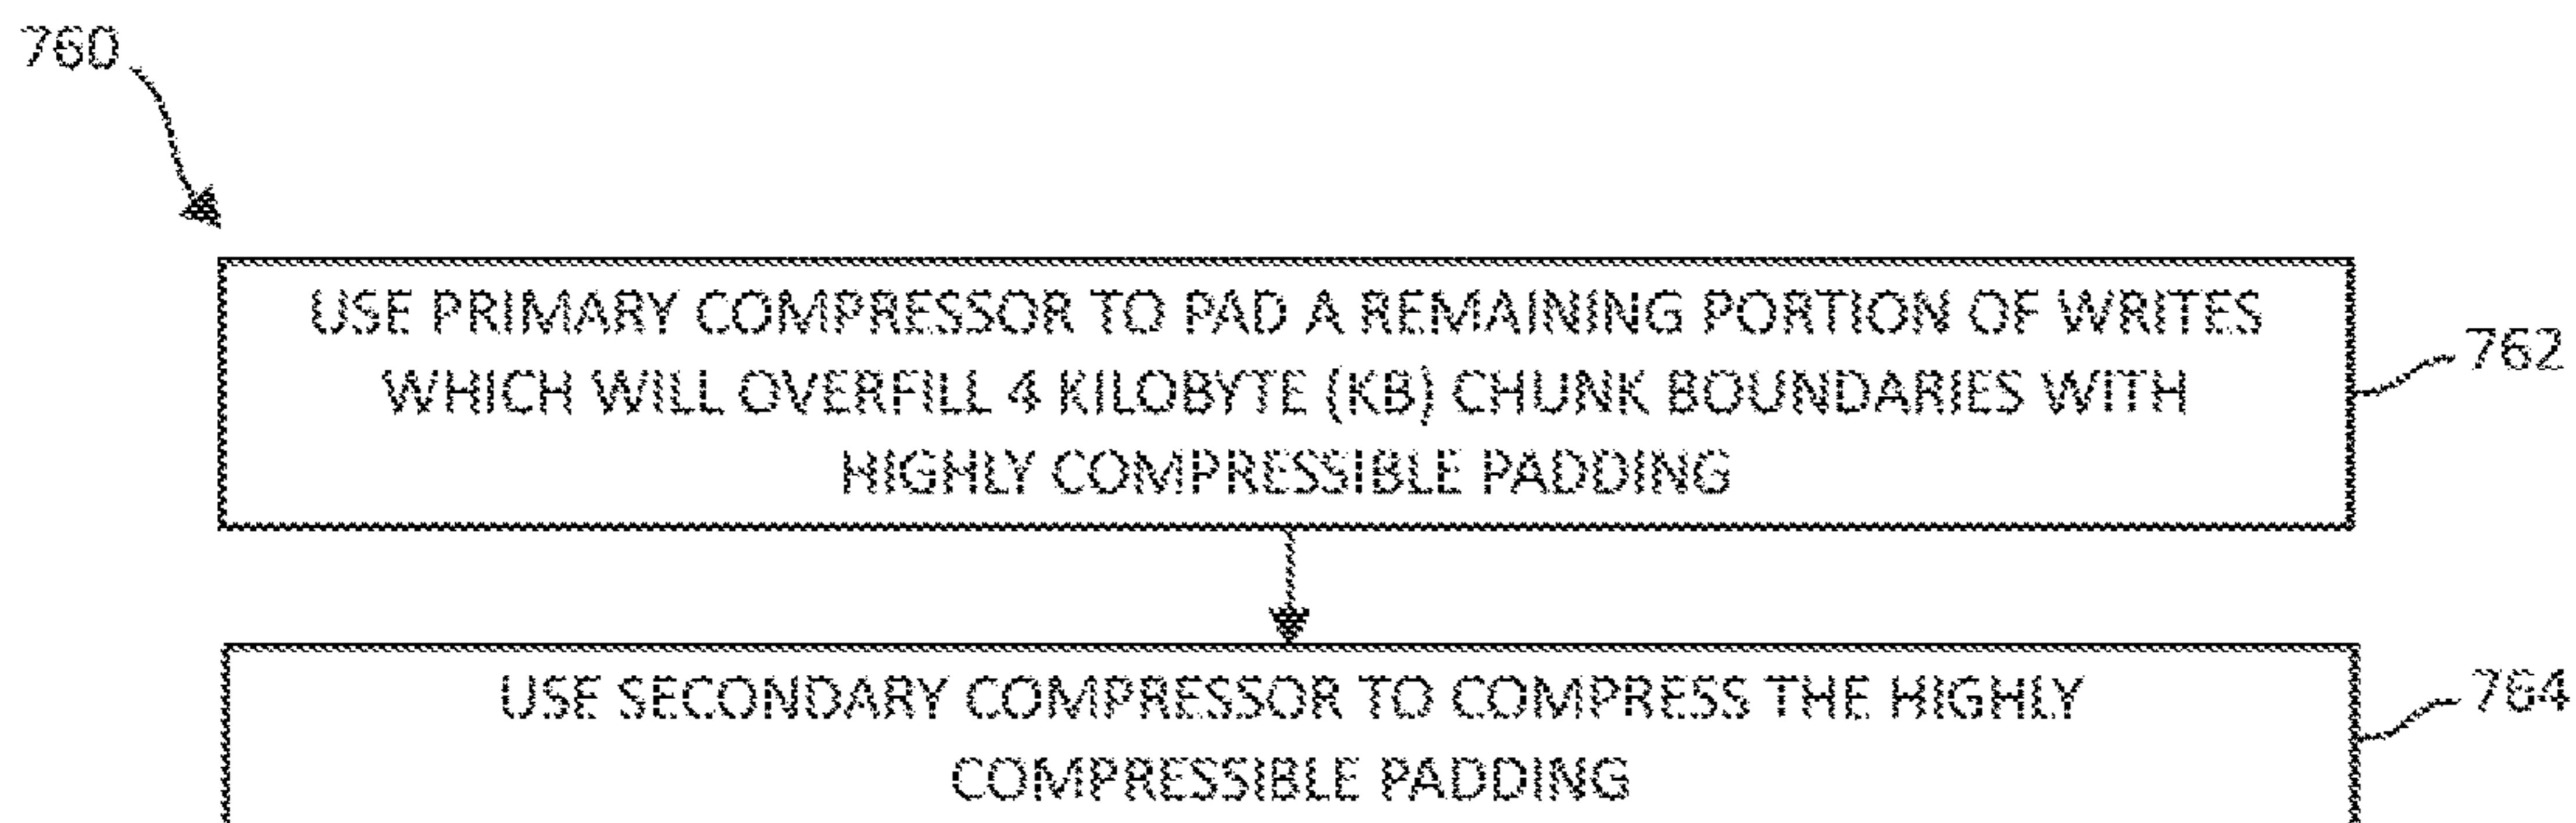 760
USE PRIMARY COMPRESSOR TO PAD A REMAINING PORTION OF WRITES
WHICH WILL OVERFILL 4 KILOBYTE (KB) CHUNK BOUNDARIES WITH
HIGHLY COMPRESSIBLE PADDING
762
USE SECONDARY COMPRESSOR TO COMPRESS THE HIGHLY
COMPRESSIBLE PADDING
764